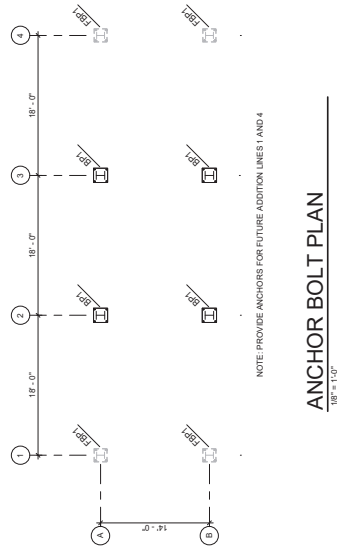 1
2
3
4
18' - 0"
18' - 0"
18' - 0"
A
FBP1
BP1
BP1
FBP1
14' - 0"
B
FBP1
BP1
BP1
FBP1
NOTE: PROVIDE ANCHORS FOR FUTURE ADDITION LINES 1 AND 4
ANCHOR BOLT PLAN
1/8" = 1'-0"